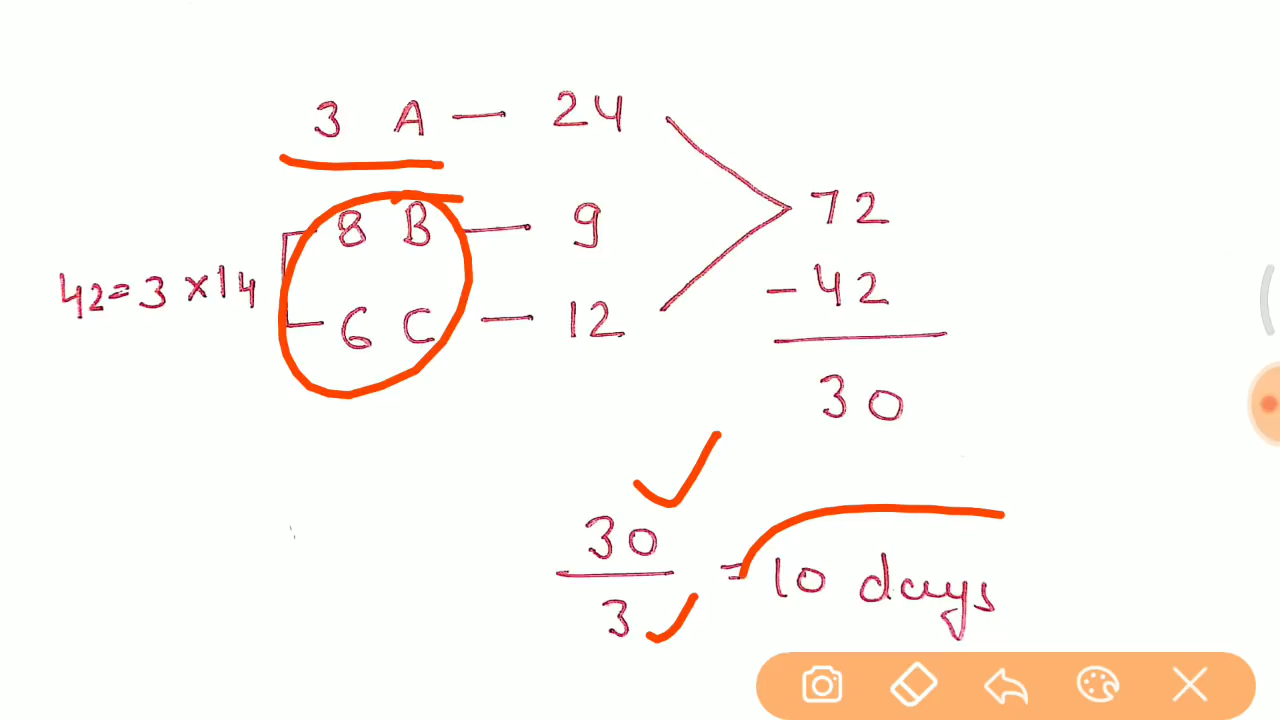 3 A — 24
8 B — 9
42 = 3 × 14
6 C — 12
72
- 42
30
30
3
= 10 days